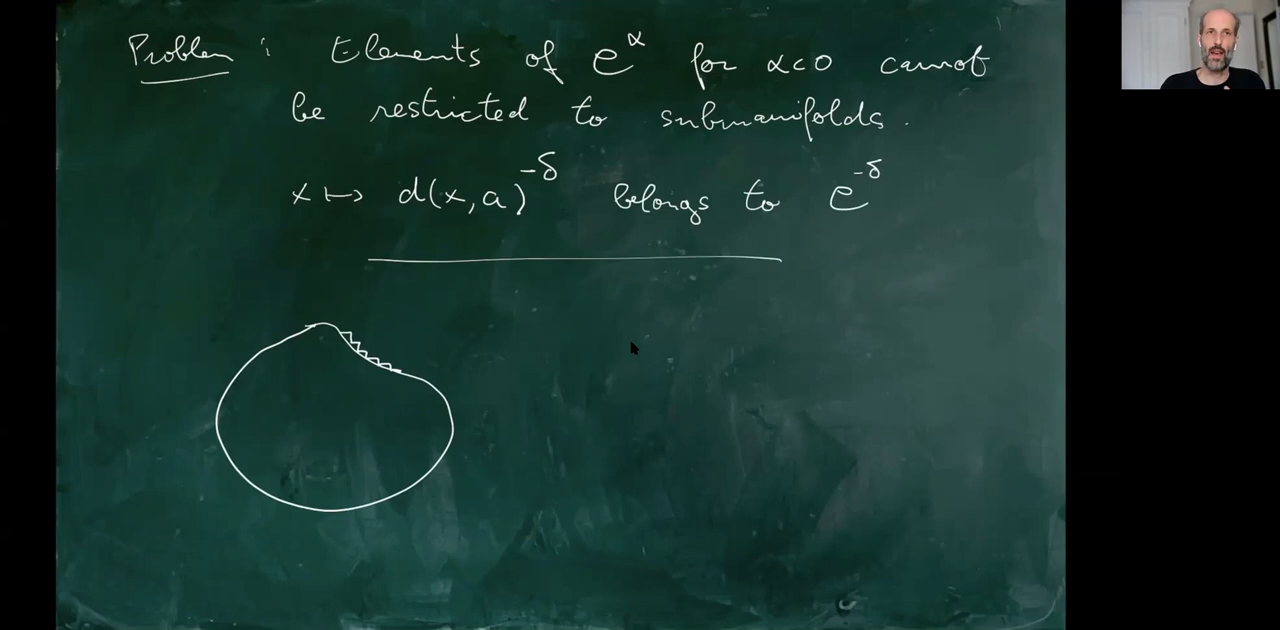 Problem : Elements of C^α for α<0 cannot
be restricted to submanifolds.
x ↦ d(x,a)^{-δ} belongs to C^{-δ}